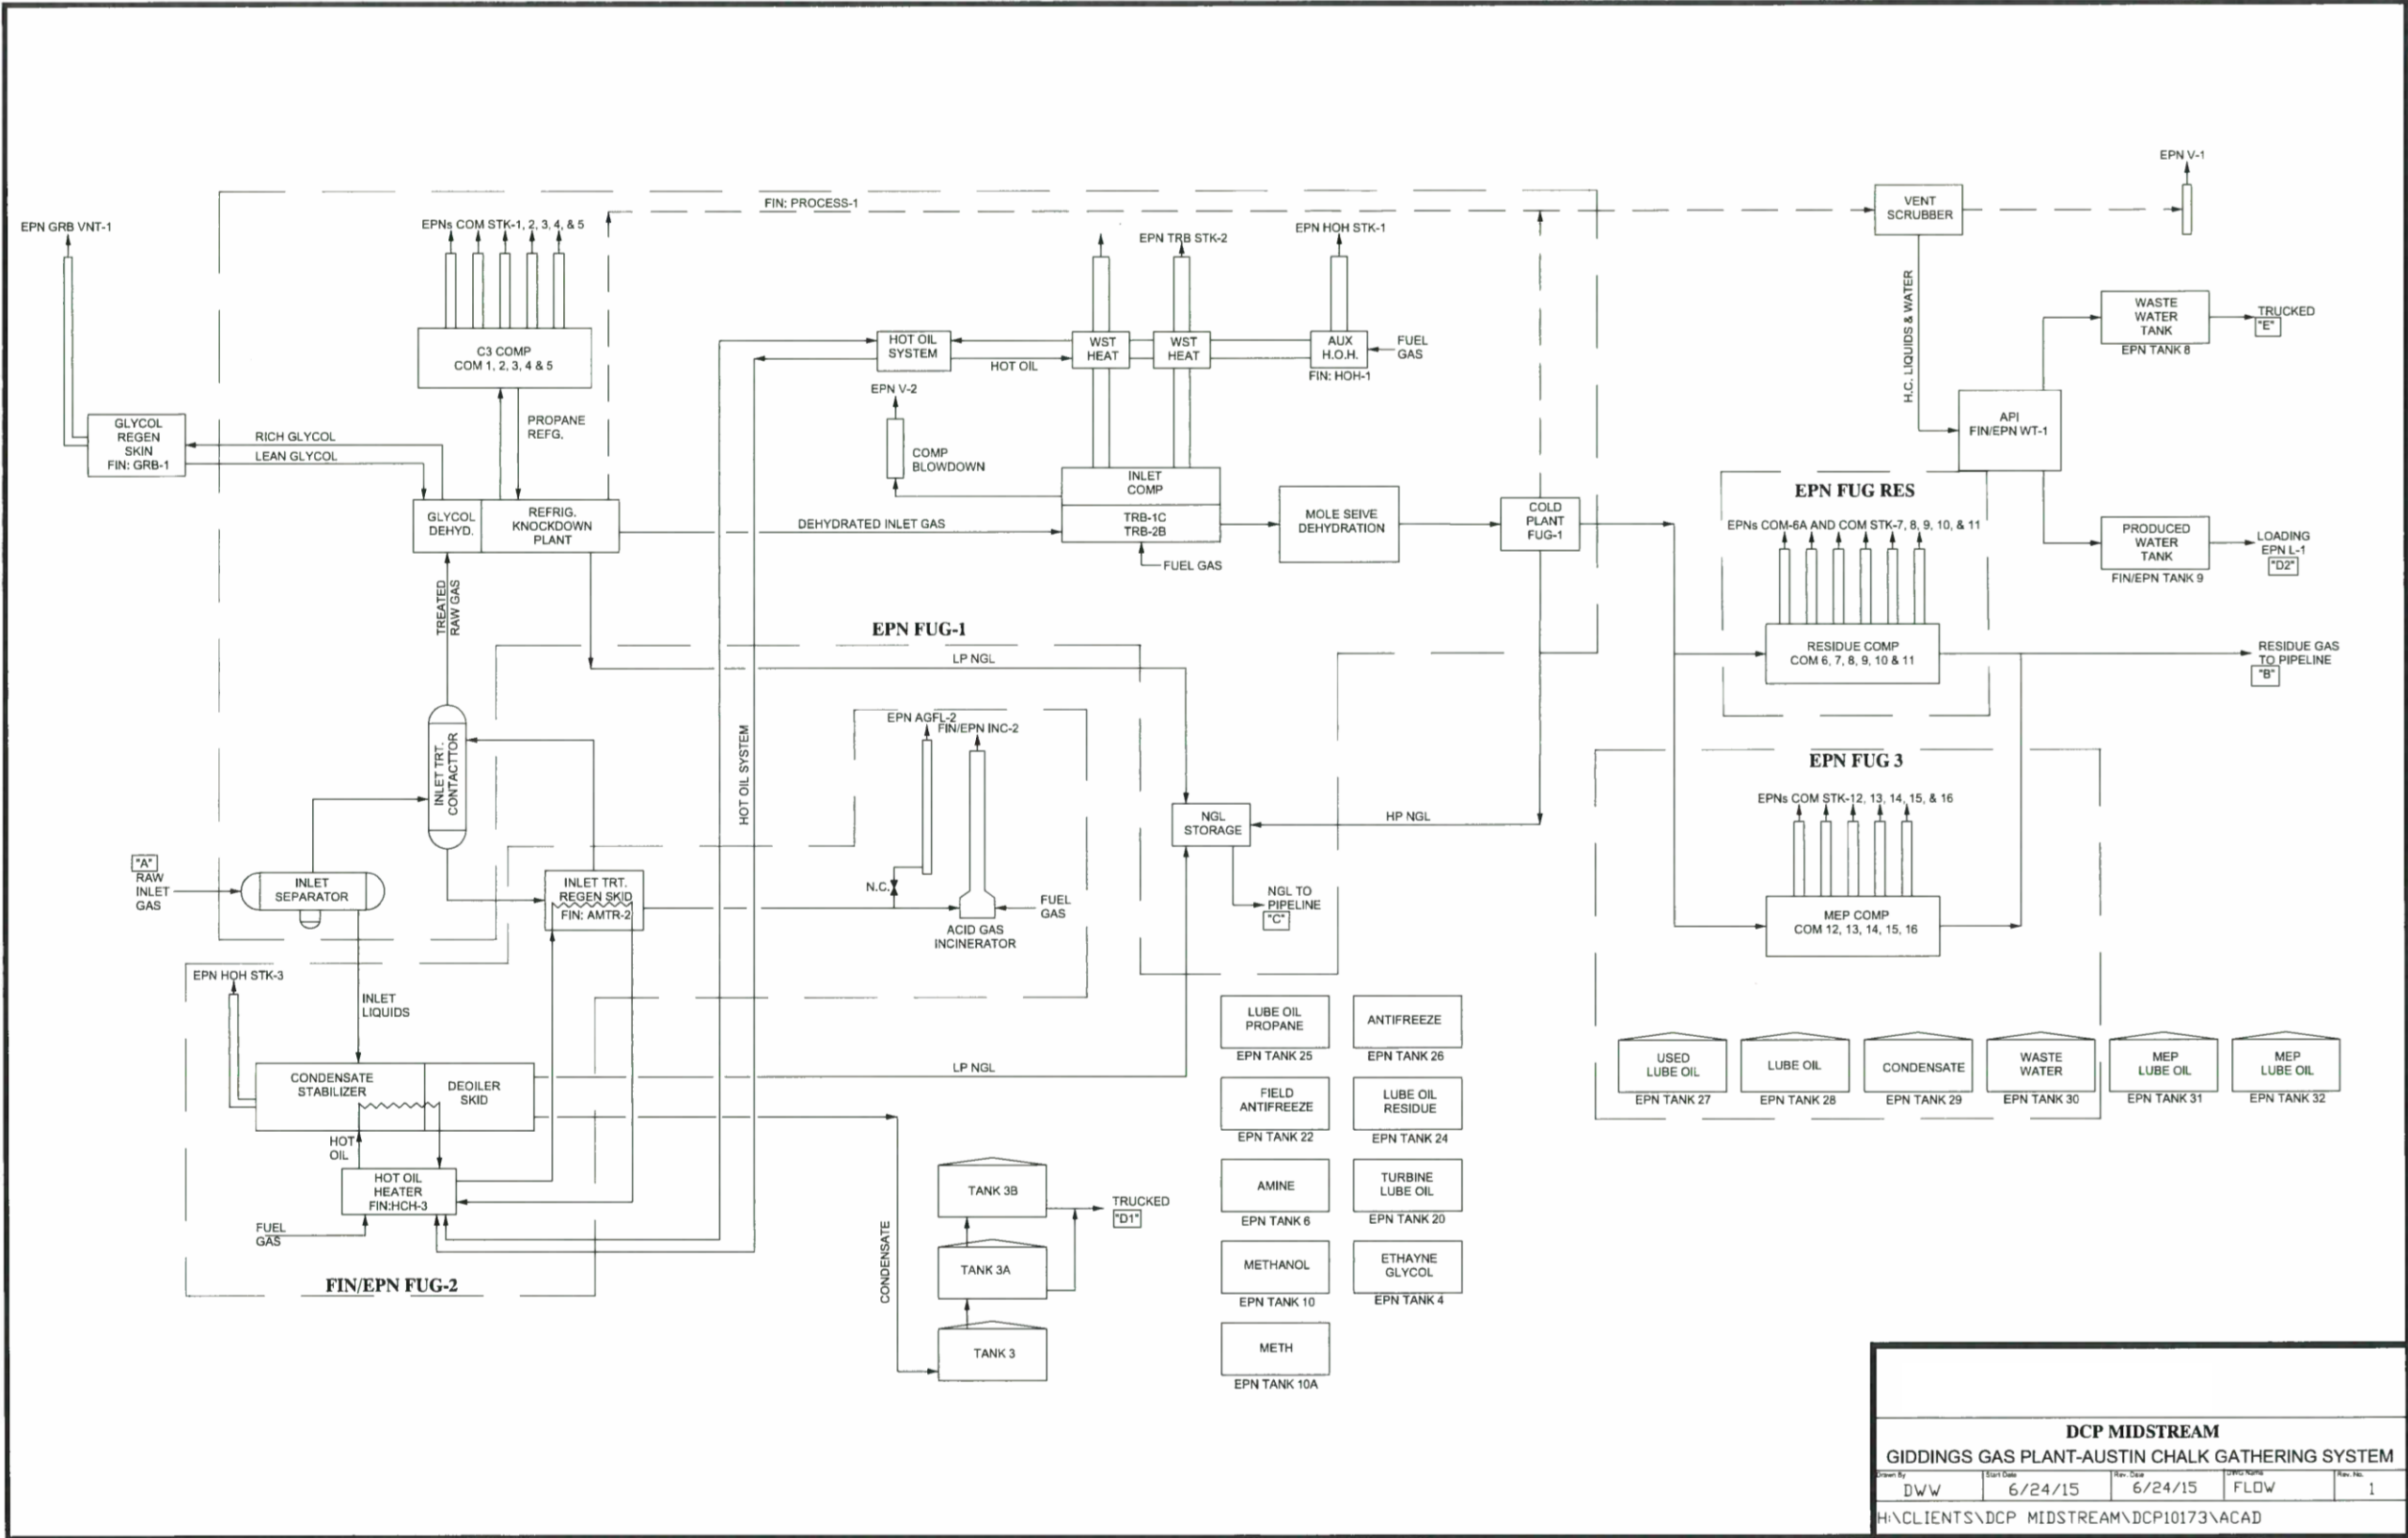 EPN V-1
VENT
SCRUBBER
FIN: PROCESS-1
EPN GRB VNT-1
EPNs COM STK-1, 2, 3, 4, & 5
EPN TRB STK-2
EPN HOH STK-1
H.C. LIQUIDS & WATER
WASTE
WATER
TANK
EPN TANK 8
TRUCKED
"E"
C3 COMP
COM 1, 2, 3, 4 & 5
HOT OIL
SYSTEM
HOT OIL
WST
HEAT
WST
HEAT
AUX
H.O.H.
FIN: HOH-1
FUEL
GAS
EPN V-2
COMP
BLOWDOWN
API
FIN/EPN WT-1
GLYCOL
REGEN
SKIN
FIN: GRB-1
RICH GLYCOL
LEAN GLYCOL
PROPANE
REFG,
GLYCOL
DEHYD.
REFRIG.
KNOCKDOWN
PLANT
DEHYDRATED INLET GAS
INLET
COMP
TRB-1C
TRB-2B
FUEL GAS
MOLE SEIVE
DEHYDRATION
COLD
PLANT
FUG-1
EPN FUG RES
EPNs COM-6A AND COM STK-7, 8, 9, 10, & 11
PRODUCED
WATER
TANK
FIN/EPN TANK 9
LOADING
EPN L-1
"D2"
TREATED
RAW GAS
EPN FUG-1
LP NGL
RESIDUE COMP
COM 6, 7, 8, 9, 10 & 11
RESIDUE GAS
TO PIPELINE
"B"
INLET TRT.
CONTACTTOR
HOT OIL SYSTEM
EPN AGFL-2
FIN/EPN INC-2
NGL
STORAGE
HP NGL
EPN FUG 3
EPNs COM STK-12, 13, 14, 15, & 16
"A"
RAW
INLET
GAS
INLET
SEPARATOR
INLET TRT.
REGEN SKID
FIN: AMTR-2
N.C.
FUEL
GAS
ACID GAS
INCINERATOR
NGL TO
PIPELINE
"C"
MEP COMP
COM 12, 13, 14, 15, 16
EPN HOH STK-3
INLET
LIQUIDS
CONDENSATE
STABILIZER
DEOILER
SKID
LP NGL
HOT
OIL
HOT OIL
HEATER
FIN:HCH-3
FUEL
GAS
FIN/EPN FUG-2
CONDENSATE
TANK 3B
TANK 3A
TANK 3
TRUCKED
"D1"
LUBE OIL
PROPANE
EPN TANK 25
ANTIFREEZE
EPN TANK 26
FIELD
ANTIFREEZE
EPN TANK 22
LUBE OIL
RESIDUE
EPN TANK 24
AMINE
EPN TANK 6
TURBINE
LUBE OIL
EPN TANK 20
METHANOL
EPN TANK 10
ETHAYNE
GLYCOL
EPN TANK 4
METH
EPN TANK 10A
USED
LUBE OIL
EPN TANK 27
LUBE OIL
EPN TANK 28
CONDENSATE
EPN TANK 29
WASTE
WATER
EPN TANK 30
MEP
LUBE OIL
EPN TANK 31
MEP
LUBE OIL
EPN TANK 32
DCP MIDSTREAM
GIDDINGS GAS PLANT-AUSTIN CHALK GATHERING SYSTEM
Drawn By
DWW
Start Date
6/24/15
Rev. Date
6/24/15
DWG Name
FLOW
Rev. No.
1
H:\CLIENTS\DCP MIDSTREAM\DCP10173\ACAD